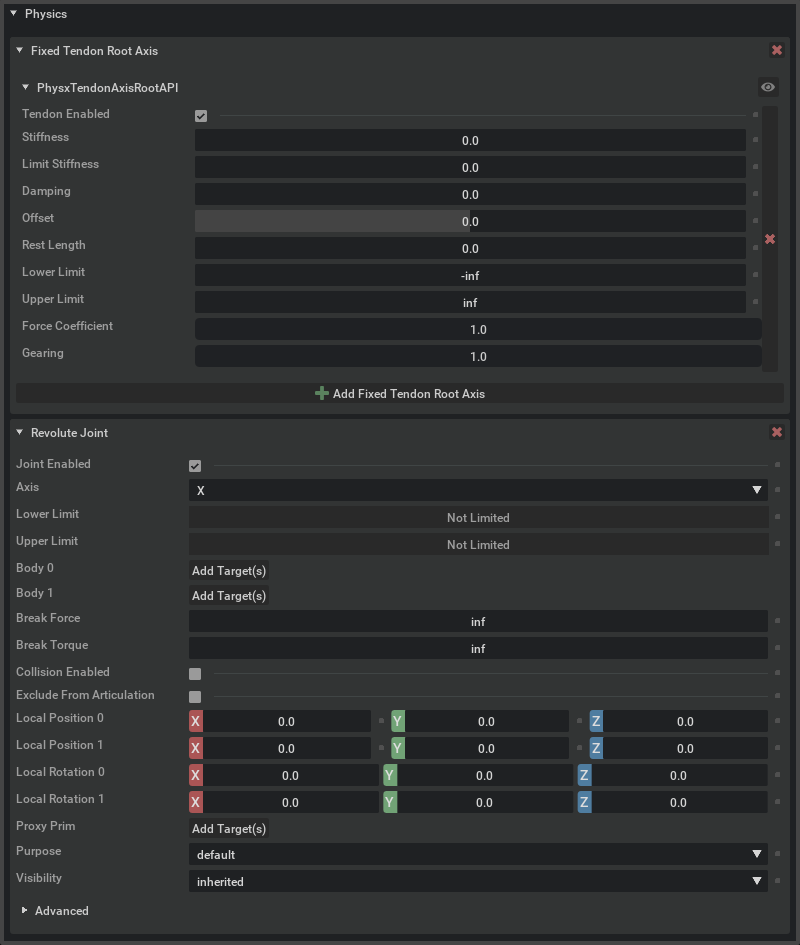 Physics
Fixed Tendon Root Axis
PhysxTendonAxisRootAPI
Tendon Enabled
Stiffness 0.0
Limit Stiffness 0.0
Damping 0.0
Offset 0.0
Rest Length 0.0
Lower Limit -inf
Upper Limit inf
Force Coefficient 1.0
Gearing 1.0
Add Fixed Tendon Root Axis
Revolute Joint
Joint Enabled
Axis X
Lower Limit Not Limited
Upper Limit Not Limited
Body 0 Add Target(s)
Body 1 Add Target(s)
Break Force inf
Break Torque inf
Collision Enabled
Exclude From Articulation
Local Position 0 X 0.0 Y 0.0 Z 0.0
Local Position 1 X 0.0 Y 0.0 Z 0.0
Local Rotation 0 X 0.0 Y 0.0 Z 0.0
Local Rotation 1 X 0.0 Y 0.0 Z 0.0
Proxy Prim Add Target(s)
Purpose default
Visibility inherited
Advanced